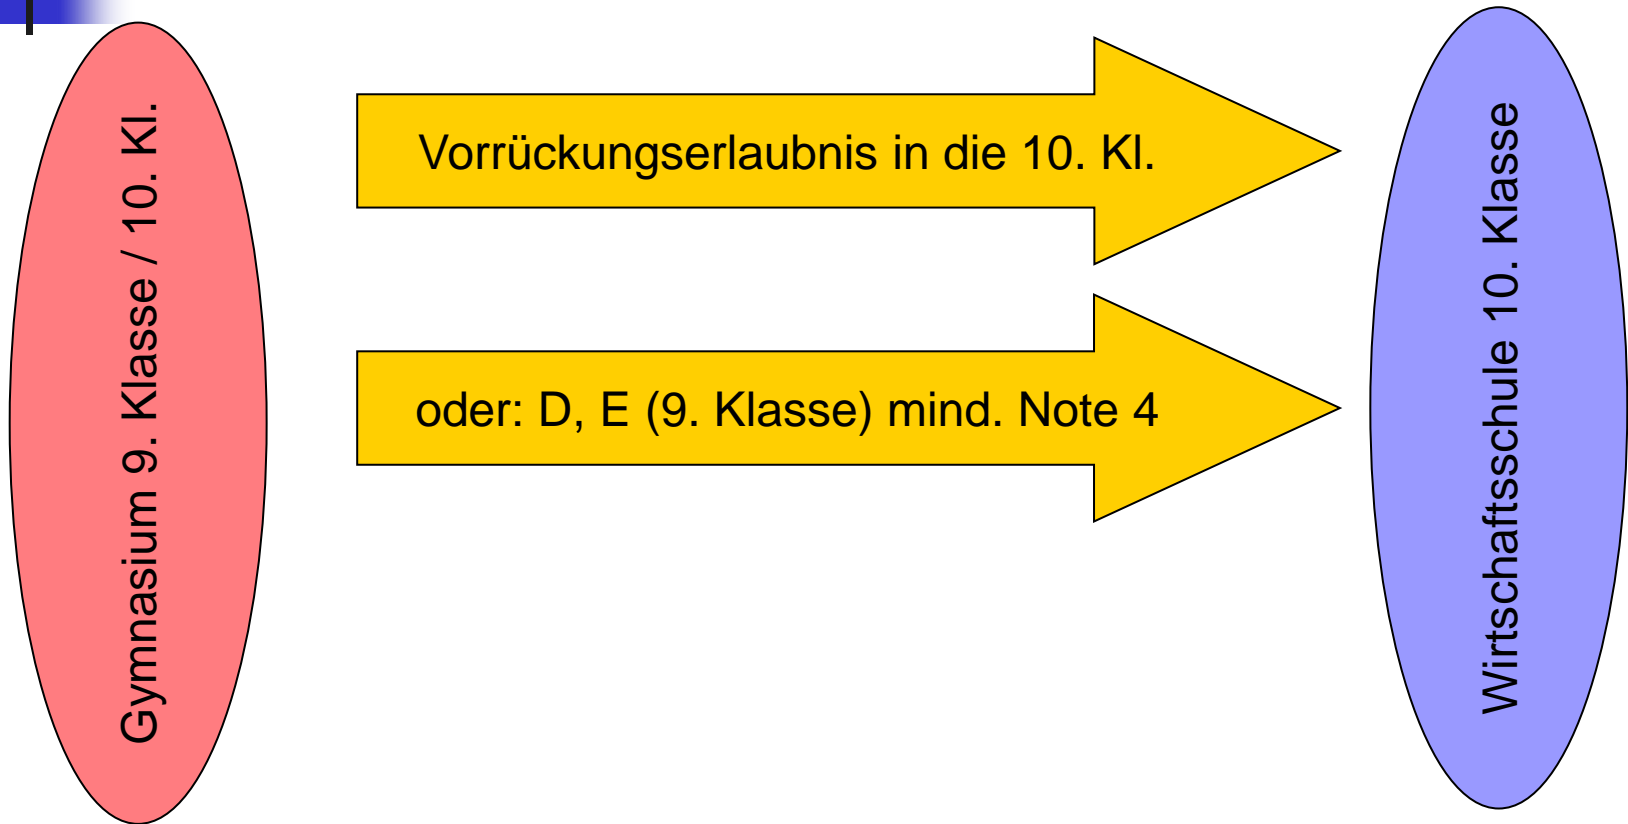 Gymnasium 9. Klasse / 10. Kl.
Vorrückungserlaubnis in die 10. Kl.
oder: D, E (9. Klasse) mind. Note 4
Wirtschaftsschule 10. Klasse